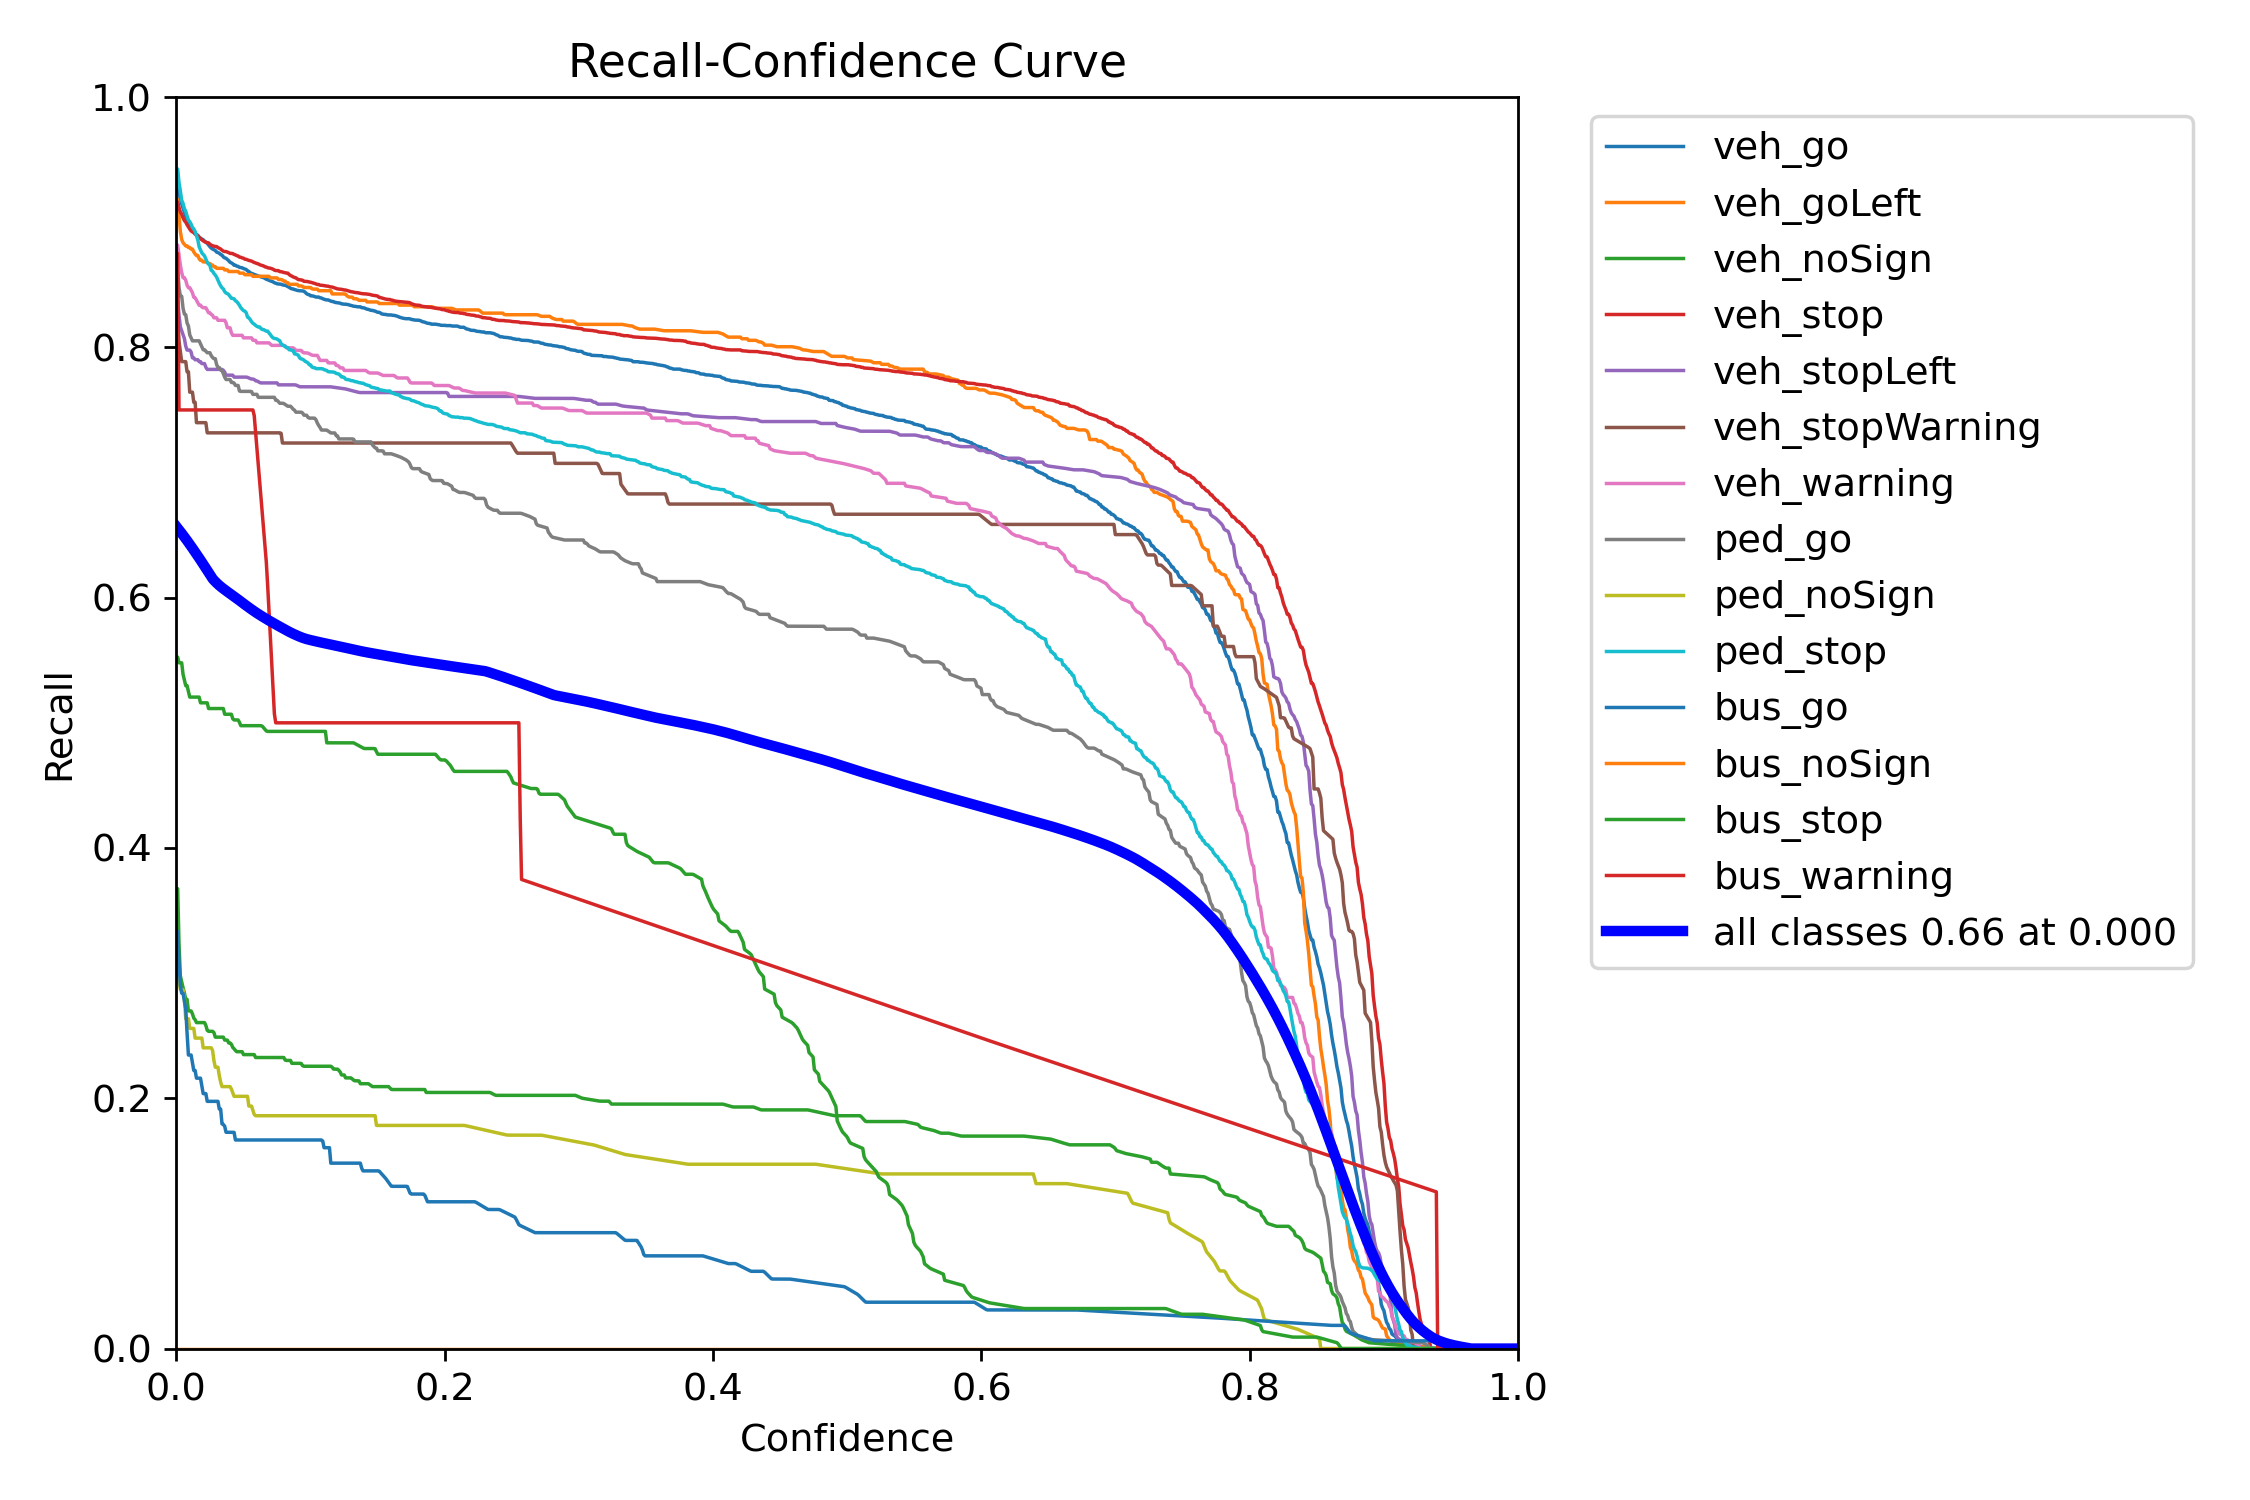 Recall-Confidence Curve
1.0
0.8
0.6
0.4
0.2
0.0
Recall
0.0 0.2 0.4 0.6 0.8 1.0
Confidence
veh_go
veh_goLeft
veh_noSign
veh_stop
veh_stopLeft
veh_stopWarning
veh_warning
ped_go
ped_noSign
ped_stop
bus_go
bus_noSign
bus_stop
bus_warning
all classes 0.66 at 0.000